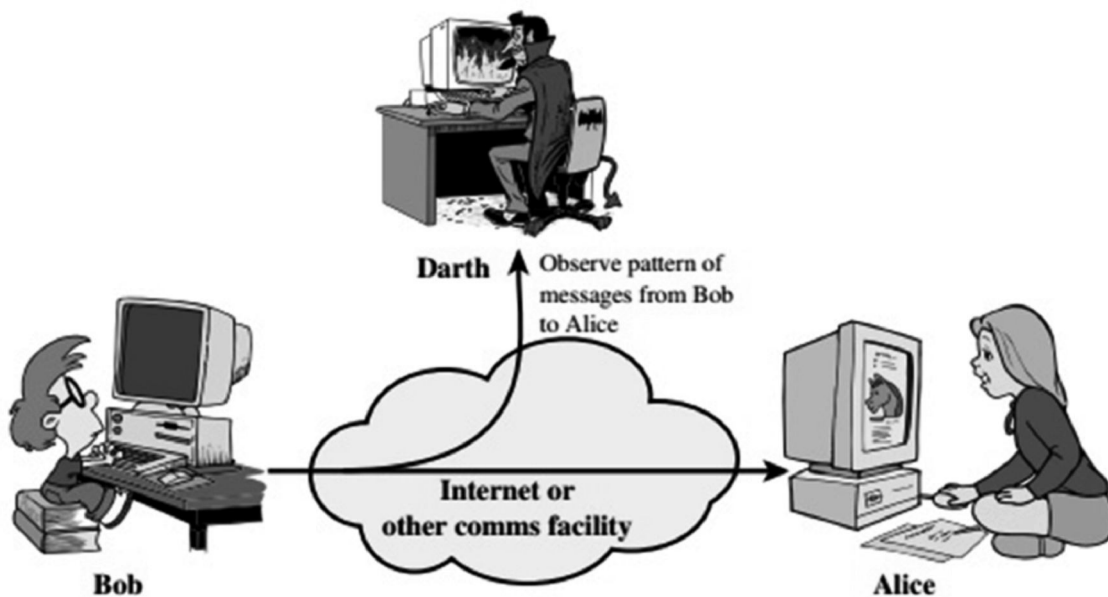 Darth
Observe pattern of
messages from Bob
to Alice
Internet or
other comms facility
Bob
Alice